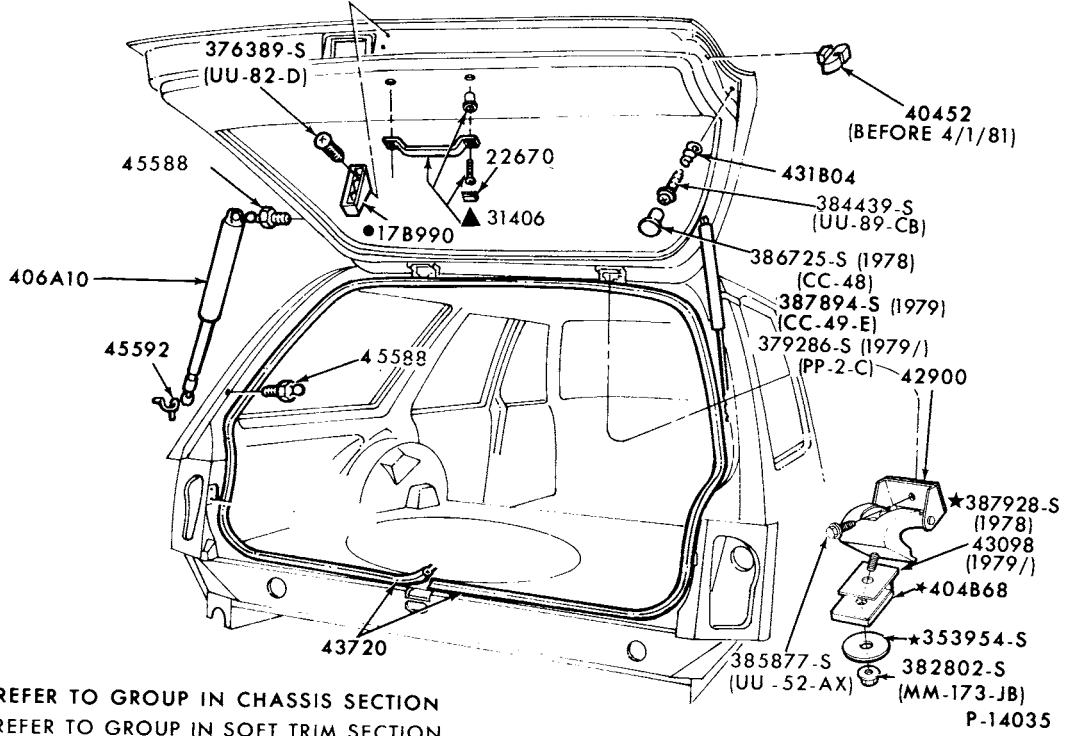 376389-S
(UU-82-D)
40452
(BEFORE 4/1/81)
45588
22670
431B04
▲ 31406
384439-S
(UU-89-CB)
●17B990
386725-S (1978)
(CC-48)
387894-S (1979)
(CC-49-E)
379286-S (1979/)
(PP-2-C)
406A10
45592
45588
42900
★387928-S
(1978)
43098
(1979/)
★404B68
★353954-S
43720
385877-S
(UU-52-AX)
382802-S
(MM-173-JB)
REFER TO GROUP IN CHASSIS SECTION
REFER TO GROUP IN SOFT TRIM SECTION
P-14035